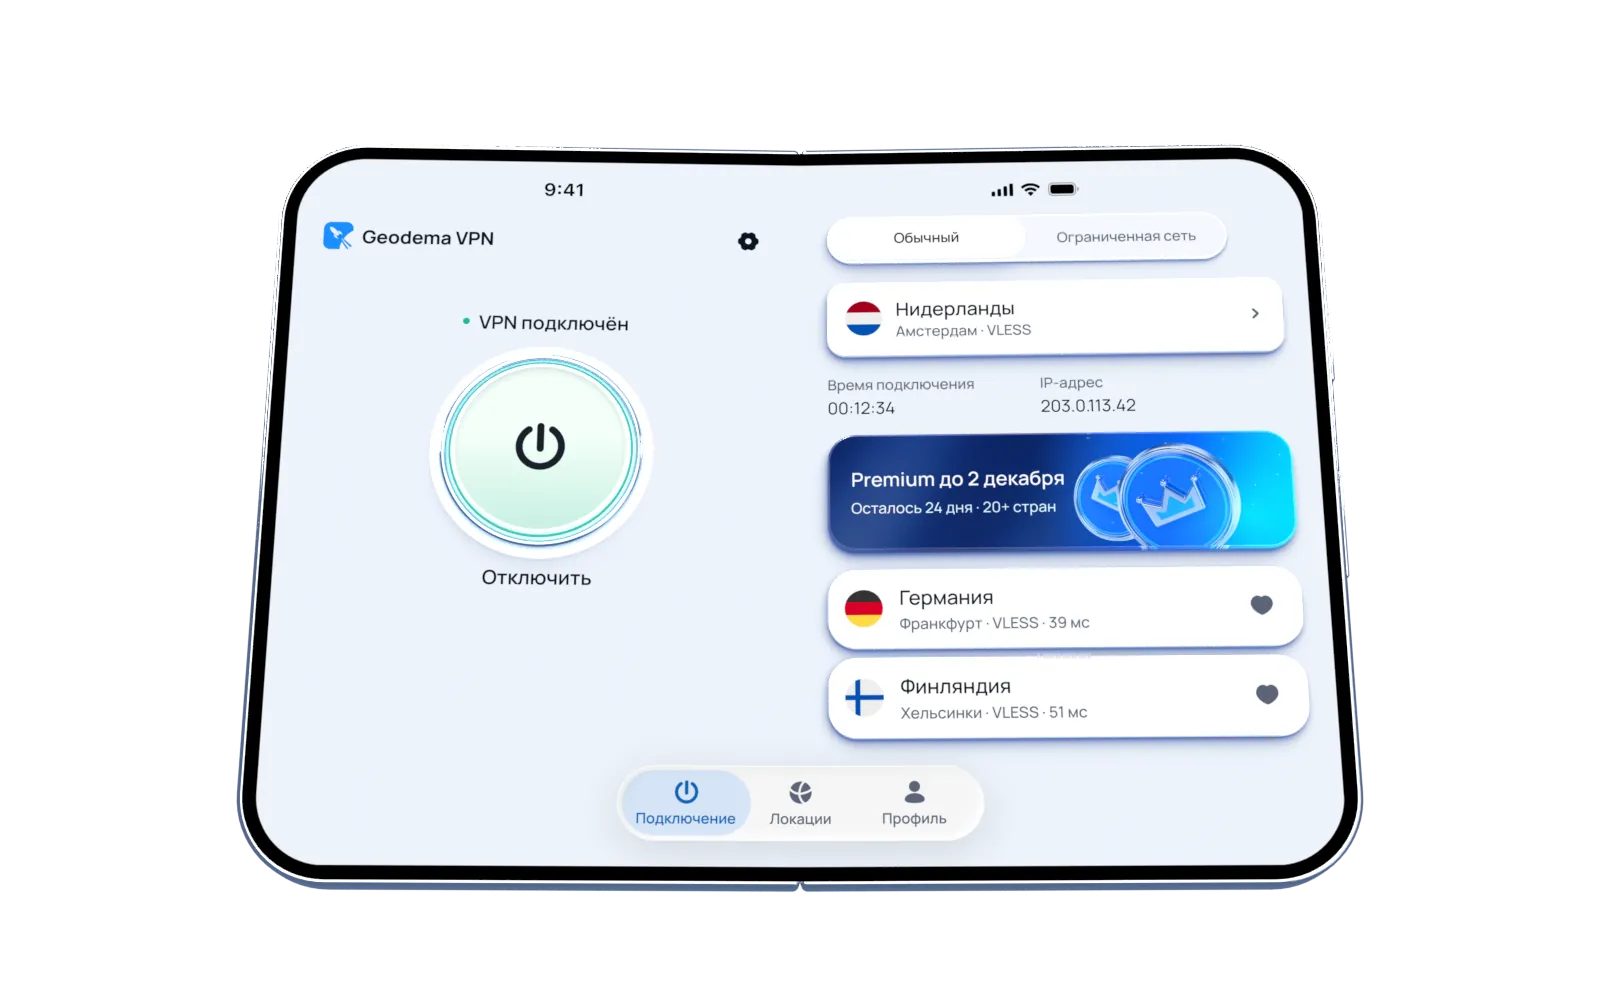 9:41
Geodema VPN
VPN подключён
Отключить
Обычный
Ограниченная сеть
Нидерланды
Амстердам · VLESS
Время подключения
00:12:34
IP-адрес
203.0.113.42
Premium до 2 декабря
Осталось 24 дня · 20+ стран
Германия
Франкфурт · VLESS · 39 мс
Финляндия
Хельсинки · VLESS · 51 мс
Подключение
Локации
Профиль